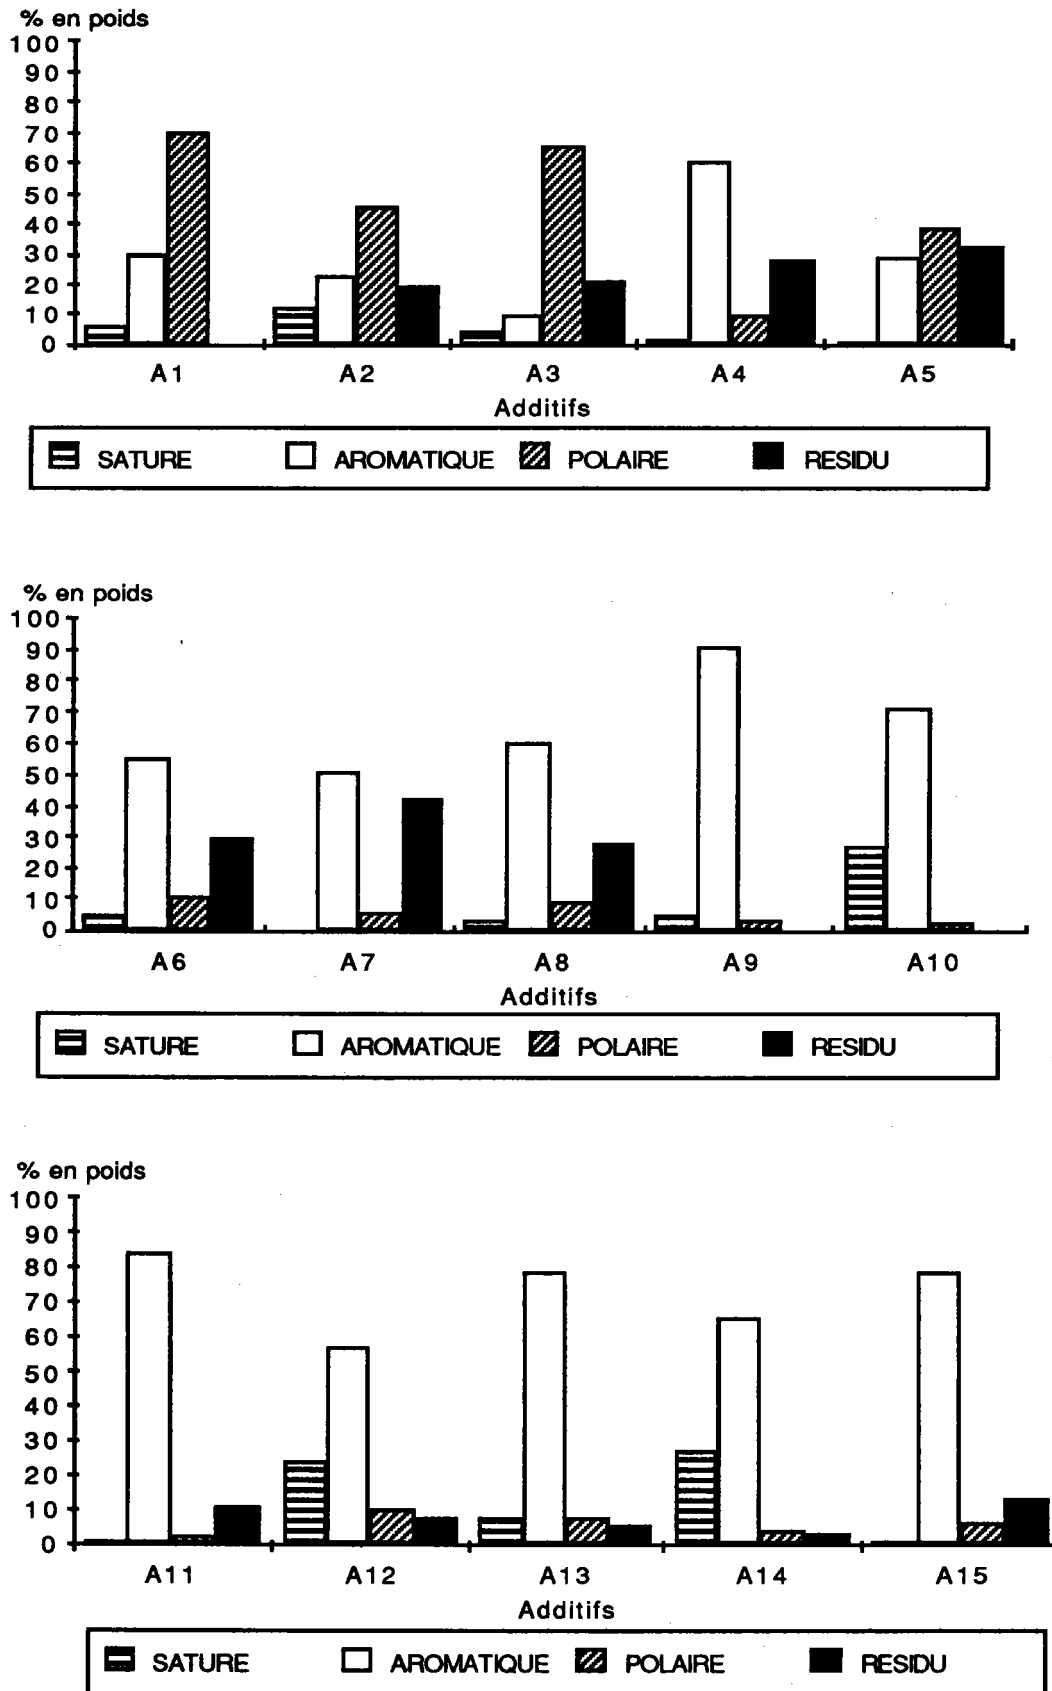 % en poids
100
90
80
70
60
50
40
30
20
10
0
A1 A2 A3 A4 A5
Additifs
SATURE AROMATIQUE POLAIRE RESIDU
% en poids
100
90
80
70
60
50
40
30
20
10
0
A6 A7 A8 A9 A10
Additifs
SATURE AROMATIQUE POLAIRE RESIDU
% en poids
100
90
80
70
60
50
40
30
20
10
0
A11 A12 A13 A14 A15
Additifs
SATURE AROMATIQUE POLAIRE RESIDU